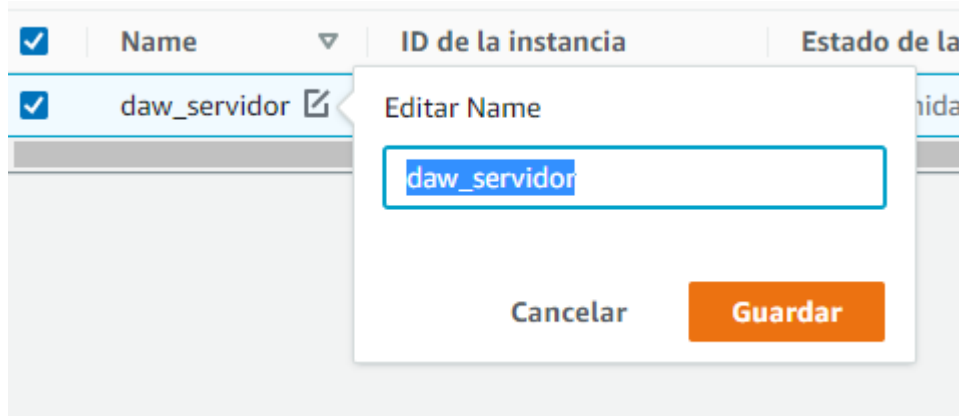 Name ID de la instancia Estado de la
daw_servidor
Editar Name
daw_servidor
Cancelar Guardar